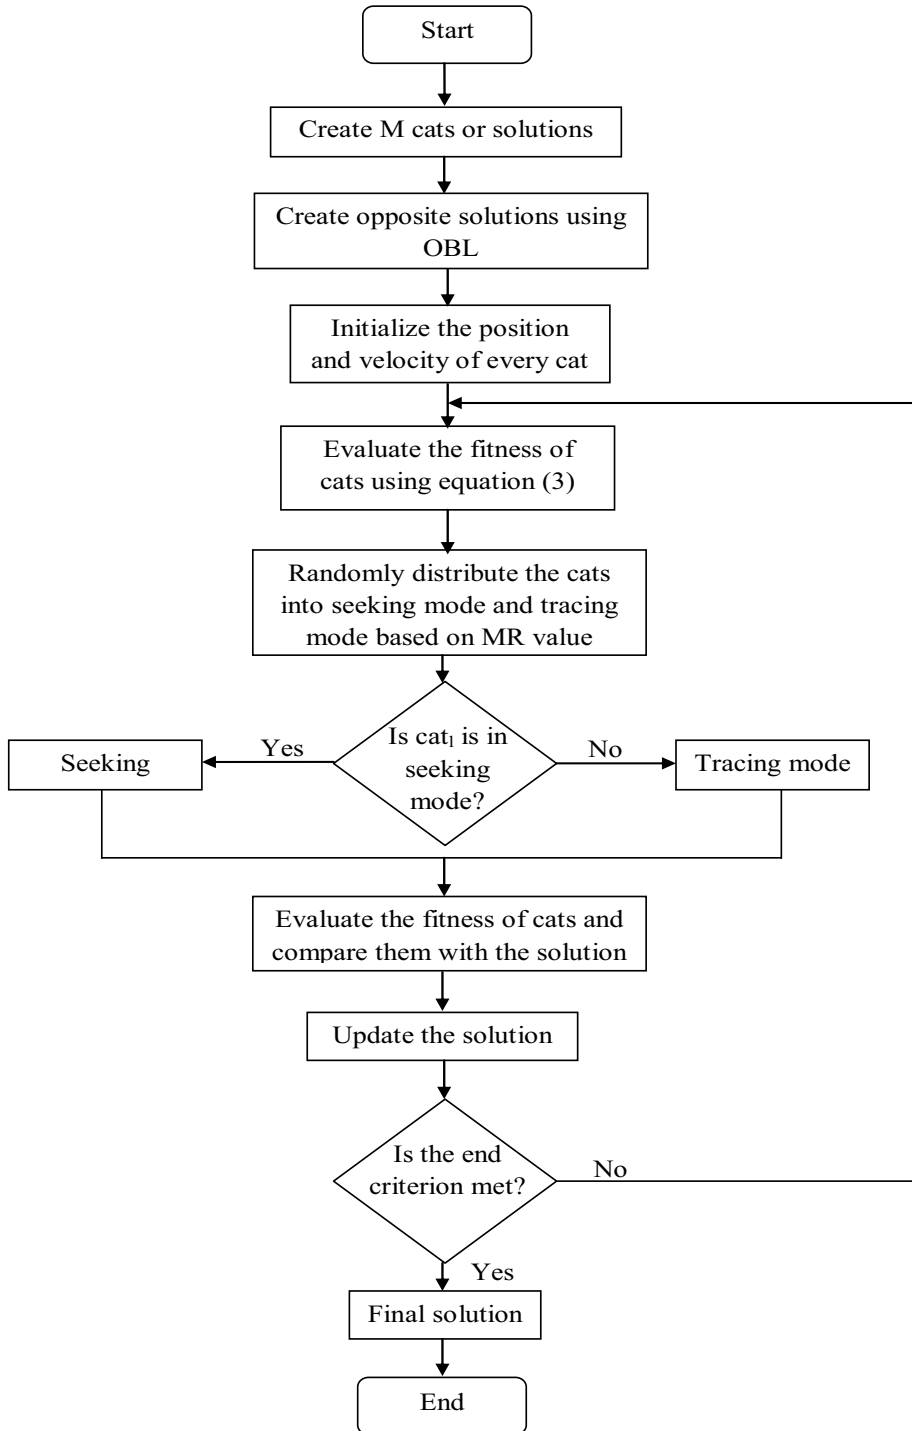 Start
Create M cats or solutions
Create opposite solutions using
OBL
Initialize the position
and velocity of every cat
Evaluate the fitness of
cats using equation (3)
Randomly distribute the cats
into seeking mode and tracing
mode based on MR value
Is cat₁ is in
seeking
mode?
Yes
No
Seeking
Tracing mode
Evaluate the fitness of cats and
compare them with the solution
Update the solution
Is the end
criterion met?
No
Yes
Final solution
End